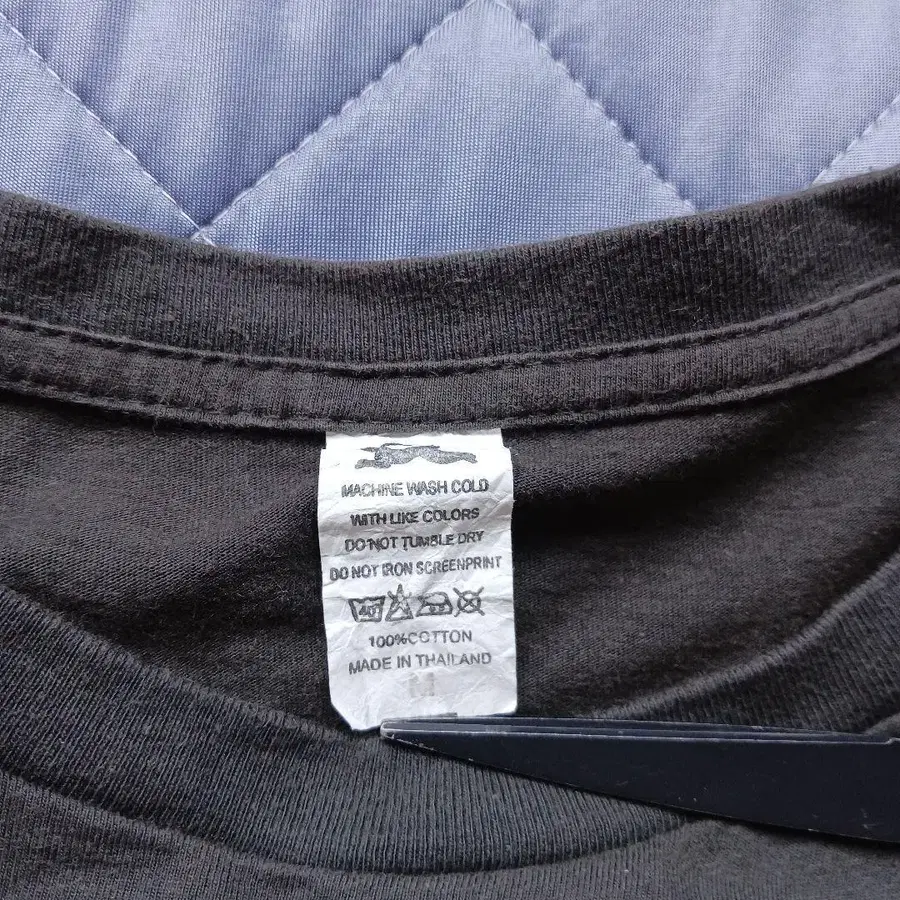 MACHINE WASH COLD
WITH LIKE COLORS
DO NOT TUMBLE DRY
DO NOT IRON SCREENPRINT
40
100%COTTON
MADE IN THAILAND
M